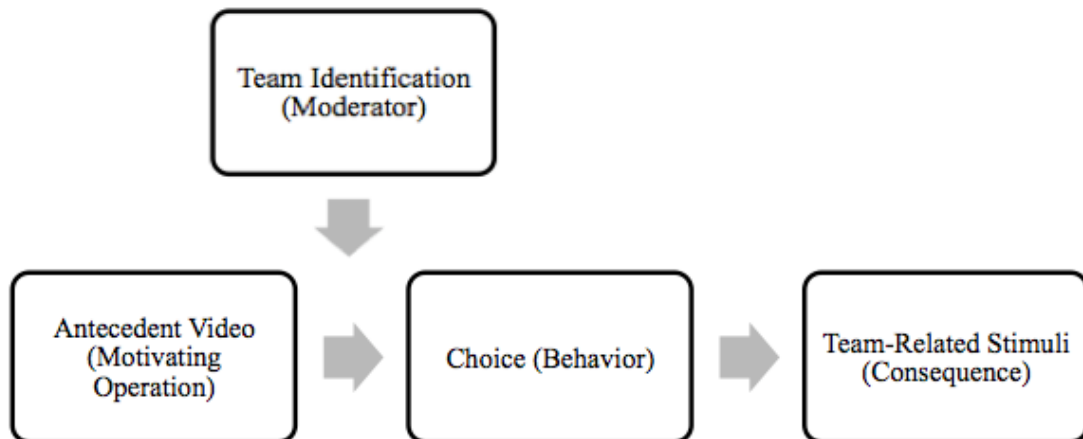 Team Identification
(Moderator)
Antecedent Video
(Motivating
Operation)
Choice (Behavior)
Team-Related Stimuli
(Consequence)